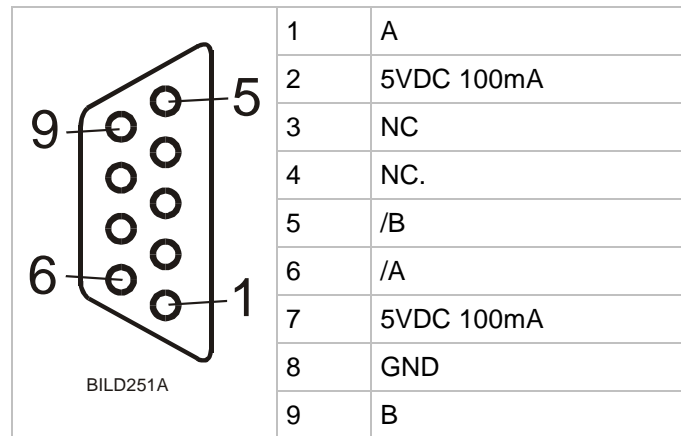 5
9
6
1
BILD251A
1 A
2 5VDC 100mA
3 NC
4 NC.
5 /B
6 /A
7 5VDC 100mA
8 GND
9 B